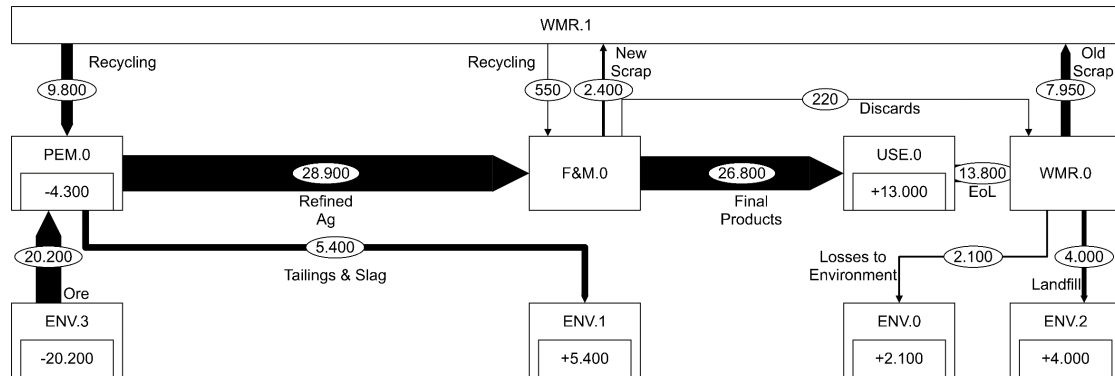 WMR.1
Recycling
9.800
Recycling
550
New
Scrap
2.400
Old
Scrap
7.950
220
Discards
PEM.0
-4.300
28.900
Refined
Ag
F&M.0
26.800
Final
Products
USE.0
+13.000
13.800
EoL
WMR.0
20.200
Ore
5.400
Tailings & Slag
Losses to
Environment
2.100
4.000
Landfill
ENV.3
-20.200
ENV.1
+5.400
ENV.0
+2.100
ENV.2
+4.000